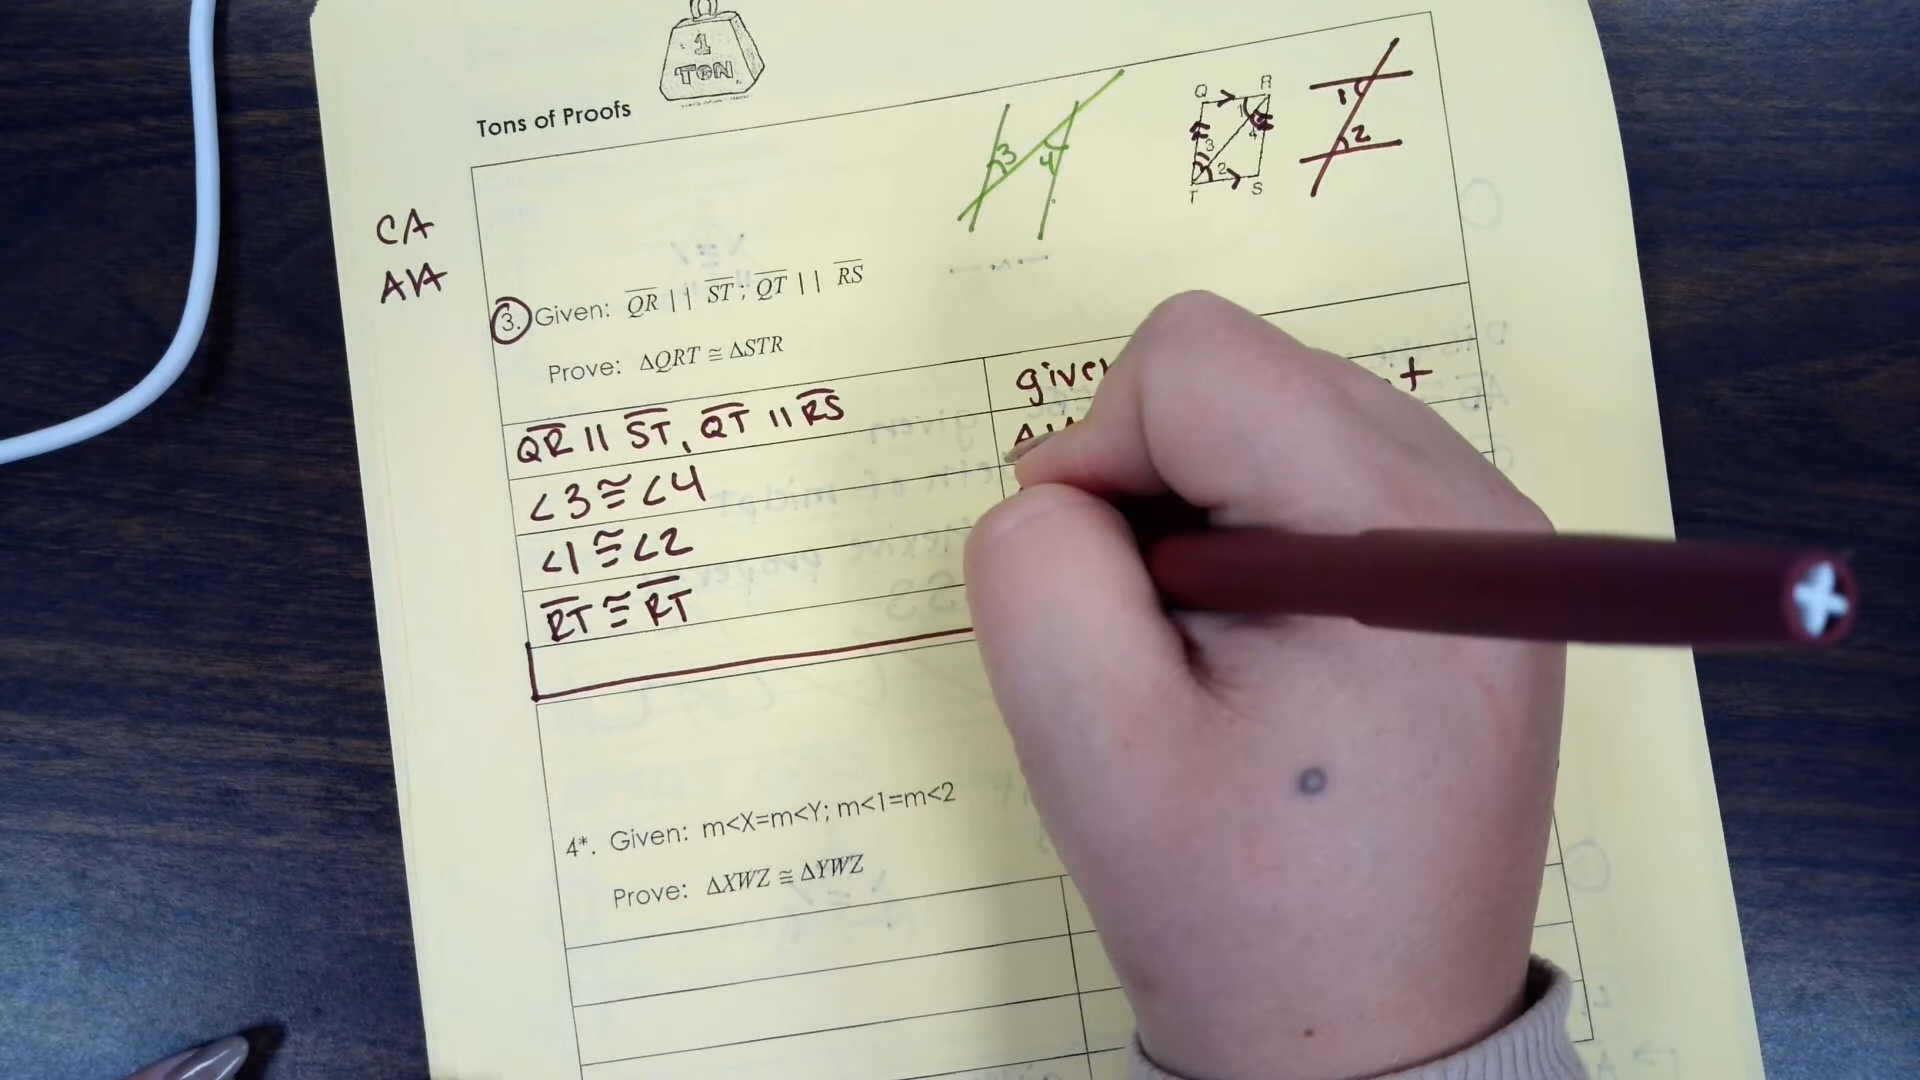 1
TON
Tons of Proofs
Q R
1
4
3
2
T S
1
2
3
4
CA
AIA
3. Given: QR || ST; QT || RS
Prove: ΔQRT ≅ ΔSTR
QR || ST, QT || RS given
<3 ≅ <4
<1 ≅ <2
RT ≅ RT
4*. Given: m<X=m<Y; m<1=m<2
Prove: ΔXWZ ≅ ΔYWZ